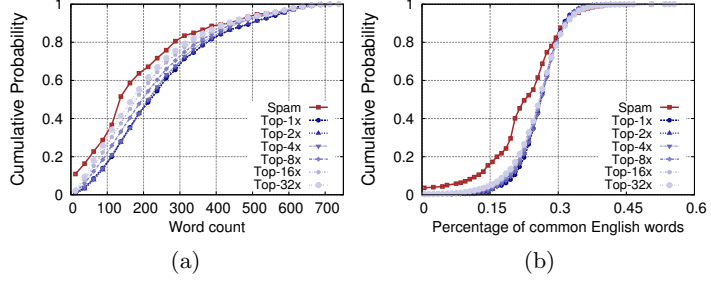 Cumulative Probability
1
0.8
0.6
0.4
0.2
0
Spam
Top-1x
Top-2x
Top-4x
Top-8x
Top-16x
Top-32x
0 100 200 300 400 500 600 700
Word count
(a)
Cumulative Probability
1
0.8
0.6
0.4
0.2
0
Spam
Top-1x
Top-2x
Top-4x
Top-8x
Top-16x
Top-32x
0 0.15 0.3 0.45 0.6
Percentage of common English words
(b)